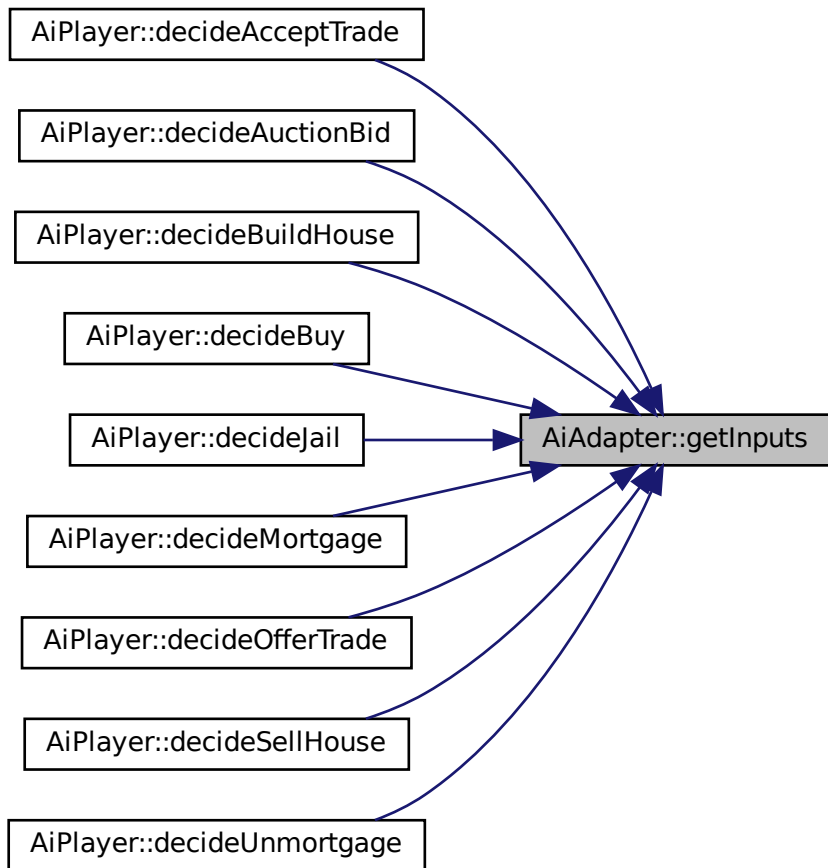 AiPlayer::decideAcceptTrade
AiPlayer::decideAuctionBid
AiPlayer::decideBuildHouse
AiPlayer::decideBuy
AiPlayer::decideJail
AiAdapter::getInputs
AiPlayer::decideMortgage
AiPlayer::decideOfferTrade
AiPlayer::decideSellHouse
AiPlayer::decideUnmortgage